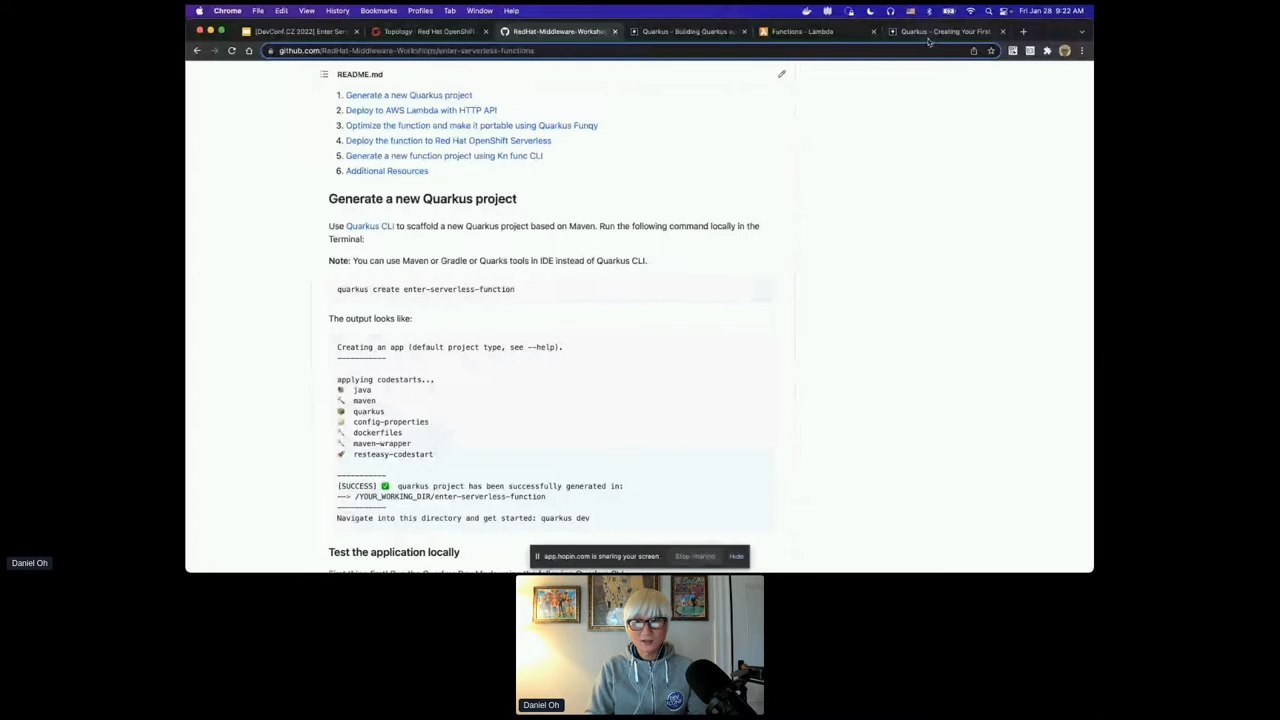 Chrome File Edit View History Bookmarks Profiles Tab Window Help Fri Jan 28 9:22 AM
[DevConf.CZ 2022] Enter Ser Topology · Red Hat OpenShift RedHat-Middleware-Workshop Quarkus - Building Quarkus Functions - Lambda Quarkus - Creating Your First
github.com/RedHat-Middleware-Workshops/enter-serverless-functions
README.md
1. Generate a new Quarkus project
2. Deploy to AWS Lambda with HTTP API
3. Optimize the function and make it portable using Quarkus Funqy
4. Deploy the function to Red Hat OpenShift Serverless
5. Generate a new function project using Kn func CLI
6. Additional Resources
Generate a new Quarkus project
Use Quarkus CLI to scaffold a new Quarkus project based on Maven. Run the following command locally in the
Terminal:
Note: You can use Maven or Gradle or Quarks tools in IDE instead of Quarkus CLI.
quarkus create enter-serverless-function
The output looks like:
Creating an app (default project type, see --help).
-----------
applying codestarts...
java
maven
quarkus
config-properties
dockerfiles
maven-wrapper
resteasy-codestart
-----------
[SUCCESS] ✅ quarkus project has been successfully generated in:
--> /YOUR_WORKING_DIR/enter-serverless-function
-----------
Navigate into this directory and get started: quarkus dev
Test the application locally
app.hopin.com is sharing your screen. Stop sharing Hide
Daniel Oh
Daniel Oh